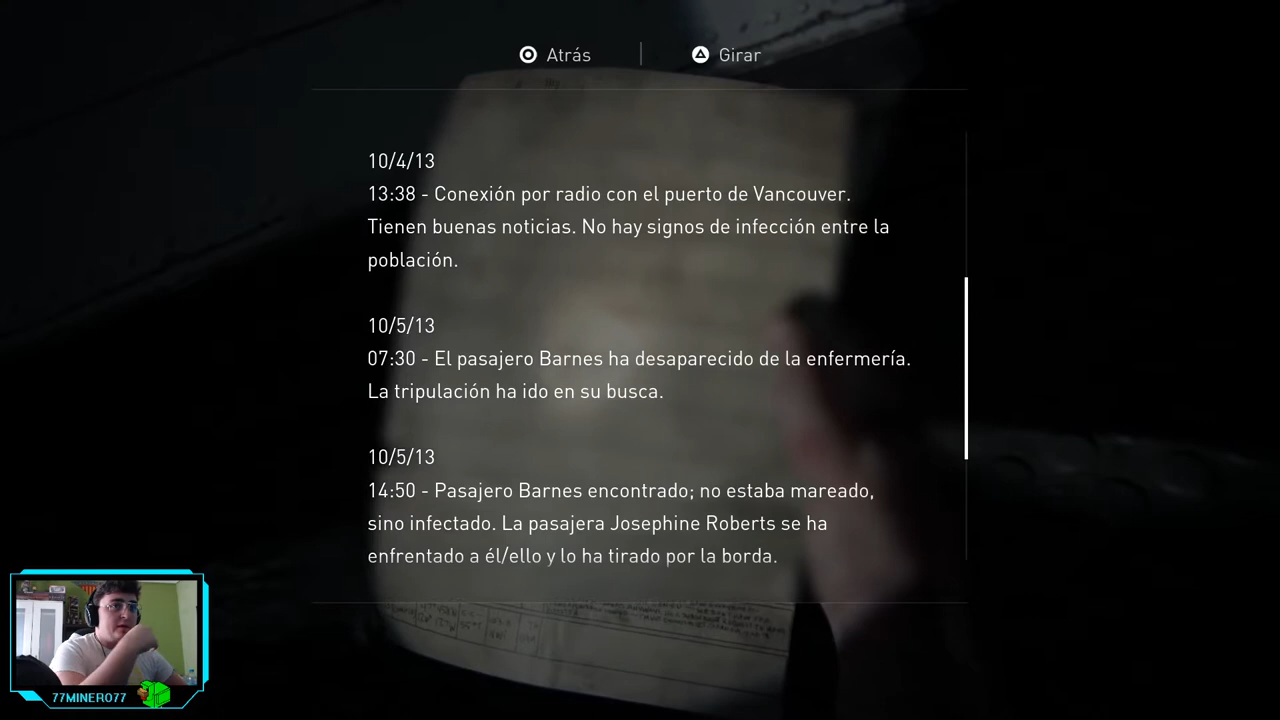 Atrás
Girar
10/4/13
13:38 - Conexión por radio con el puerto de Vancouver.
Tienen buenas noticias. No hay signos de infección entre la
población.
10/5/13
07:30 - El pasajero Barnes ha desaparecido de la enfermería.
La tripulación ha ido en su busca.
10/5/13
14:50 - Pasajero Barnes encontrado; no estaba mareado,
sino infectado. La pasajera Josephine Roberts se ha
enfrentado a él/ello y lo ha tirado por la borda.
77MINERO77